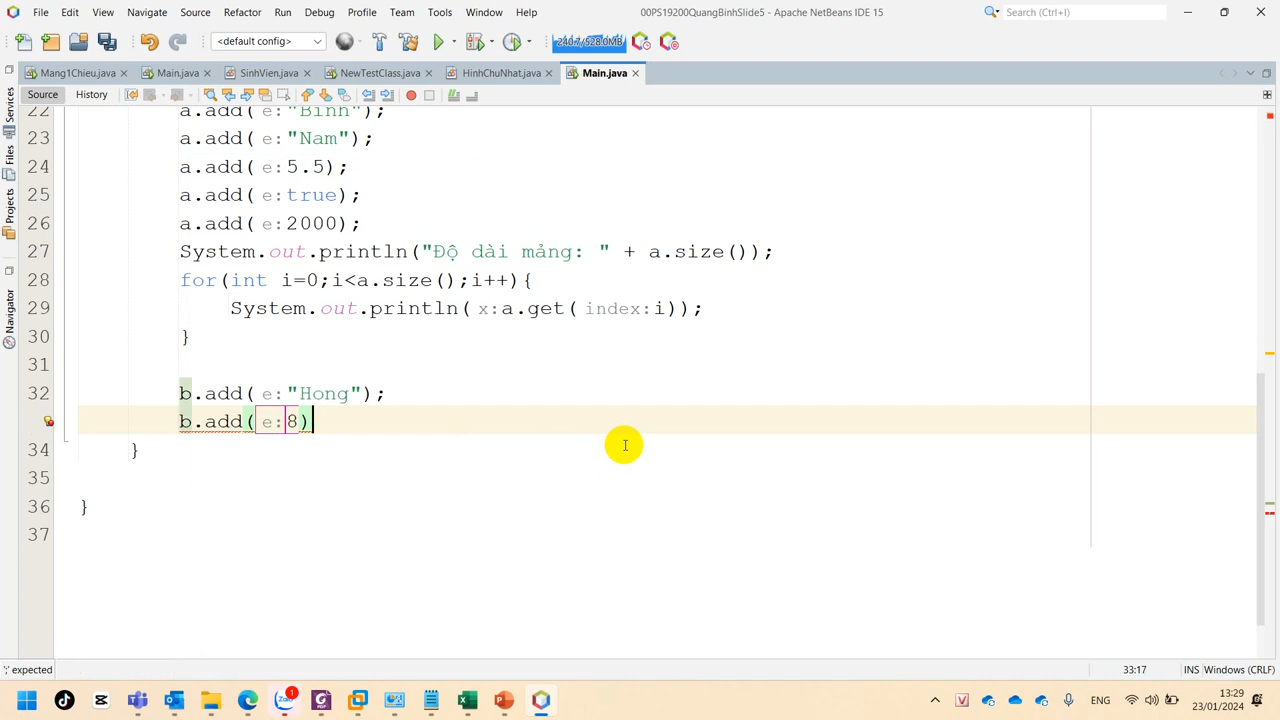 File Edit View Navigate Source Refactor Run Debug Profile Team Tools Window Help
00PS19200QuangBinhSlide5 - Apache NetBeans IDE 15
Search (Ctrl+I)
<default config>
240.7/528.0MB
Mang1Chieu.java
Main.java
SinhVien.java
NewTestClass.java
HinhChuNhat.java
Main.java
Source History
Services
Files
Projects
Navigator
22 a.add( e:"Binh");
23 a.add( e:"Nam");
24 a.add( e:5.5);
25 a.add( e:true);
26 a.add( e:2000);
27 System.out.println("Độ dài mảng: " + a.size());
28 for(int i=0;i<a.size();i++){
29 System.out.println( x:a.get( index:i));
30 }
31
32 b.add( e:"Hong");
b.add( e:8)
34 }
35
36 }
37
';' expected
33:17
INS
Windows (CRLF)
1
ENG
13:29
23/01/2024